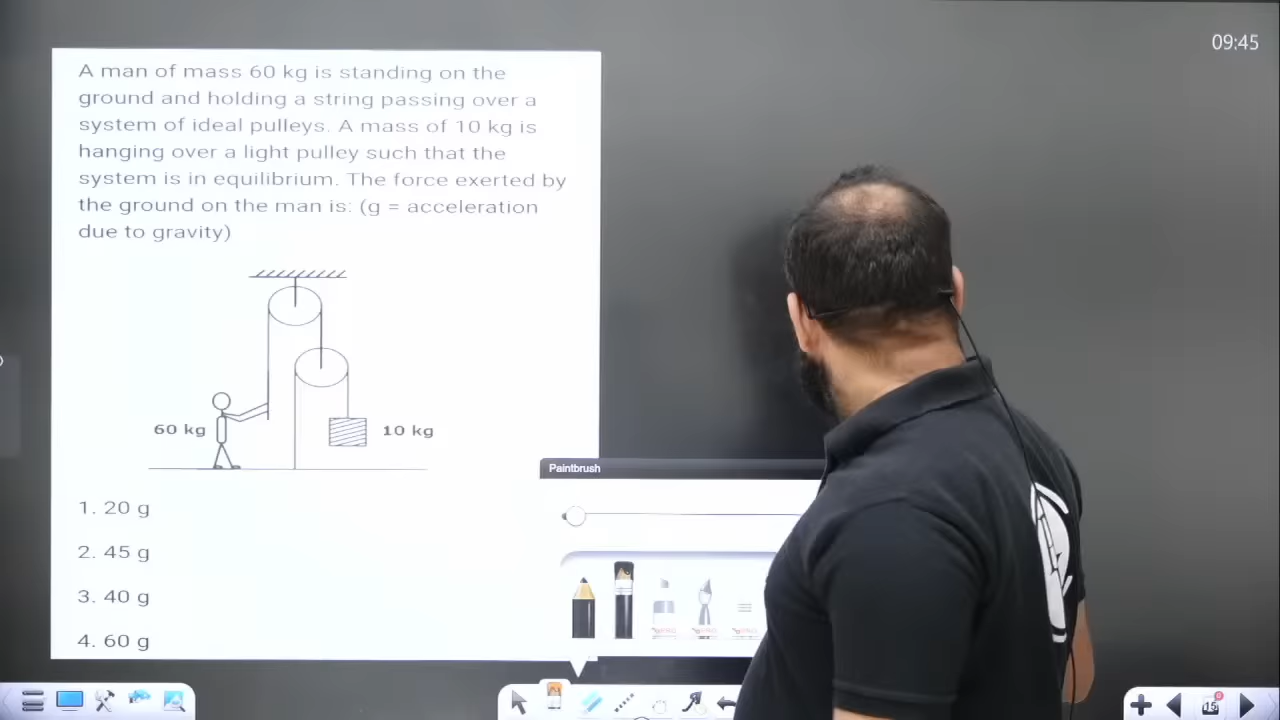 09:45
A man of mass 60 kg is standing on the
ground and holding a string passing over a
system of ideal pulleys. A mass of 10 kg is
hanging over a light pulley such that the
system is in equilibrium. The force exerted by
the ground on the man is: (g = acceleration
due to gravity)
60 kg
10 kg
Paintbrush
1. 20 g
2. 45 g
3. 40 g
4. 60 g
15